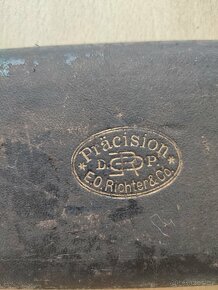 Präcision
D. R P.
E.O. Richter & Co.